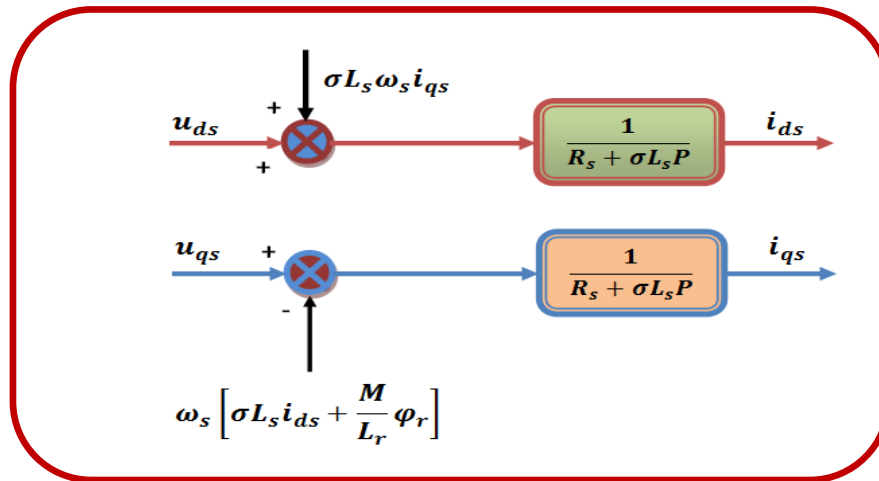 σL_sω_si_qs
+
u_ds
+
1
R_s + σL_sP
i_ds
u_qs
+
-
1
R_s + σL_sP
i_qs
ω_s [σL_si_ds + M/L_r φ_r]